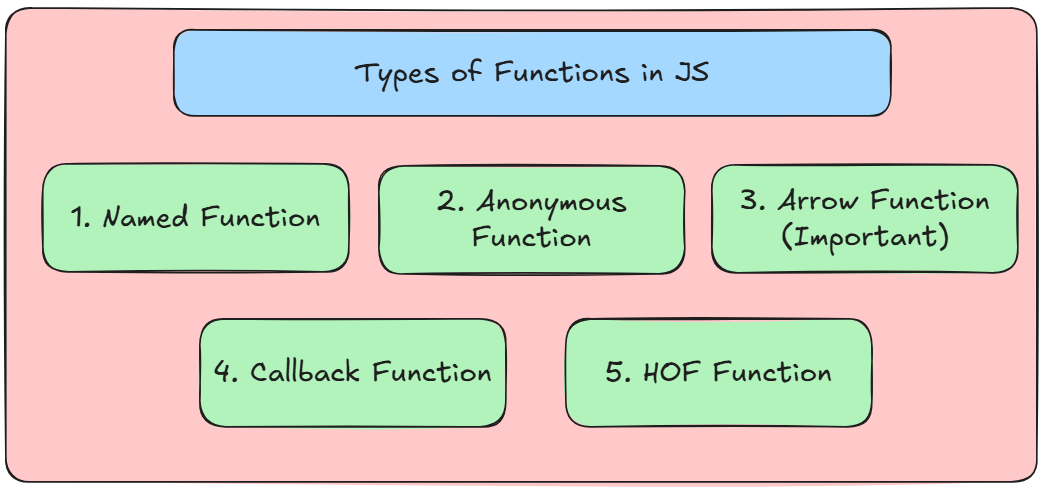 Types of Functions in JS
1. Named Function
2. Anonymous
Function
3. Arrow Function
(Important)
4. Callback Function
5. HOF Function